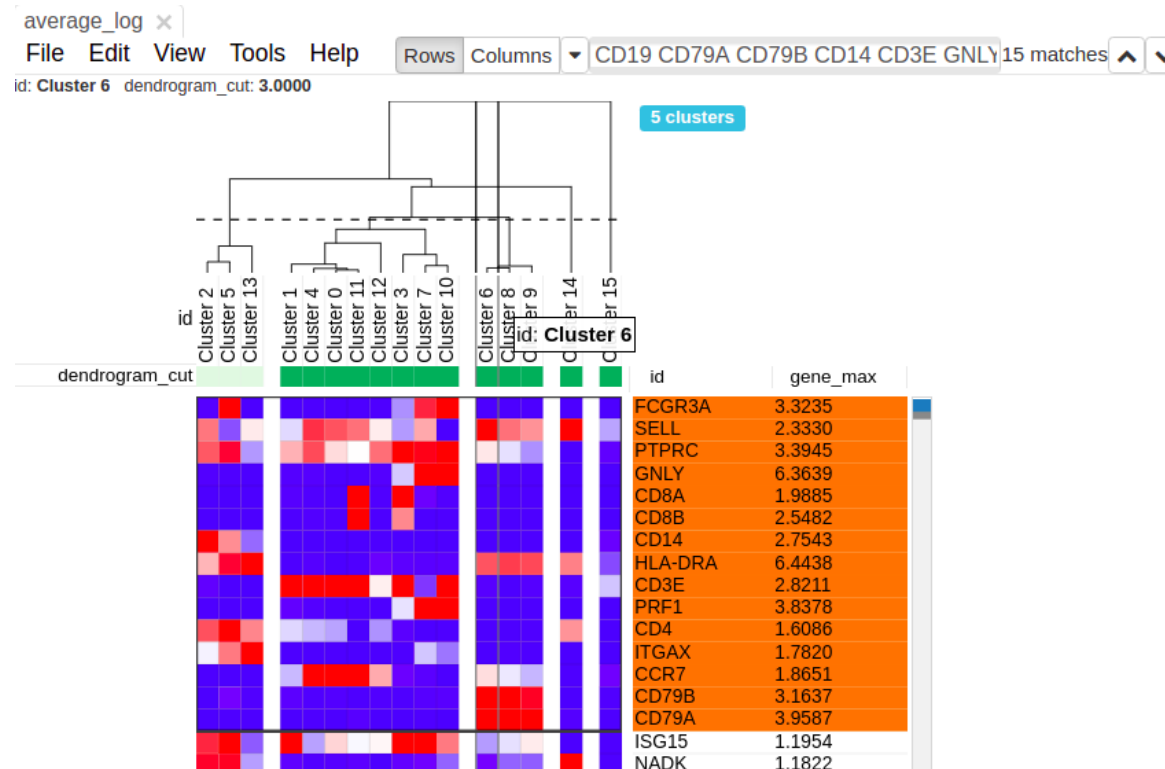 average_log ×
File Edit View Tools Help Rows Columns CD19 CD79A CD79B CD14 CD3E GNLY 15 matches
id: Cluster 6 dendrogram_cut: 3.0000
5 clusters
id Cluster 2 Cluster 5 Cluster 13 Cluster 1 Cluster 4 Cluster 0 Cluster 11 Cluster 12 Cluster 3 Cluster 7 Cluster 10 Cluster 6 Cluster 8 Cluster 9 Cluster 14 Cluster 15
id: Cluster 6
dendrogram_cut id gene_max
FCGR3A 3.3235
SELL 2.3330
PTPRC 3.3945
GNLY 6.3639
CD8A 1.9885
CD8B 2.5482
CD14 2.7543
HLA-DRA 6.4438
CD3E 2.8211
PRF1 3.8378
CD4 1.6086
ITGAX 1.7820
CCR7 1.8651
CD79B 3.1637
CD79A 3.9587
ISG15 1.1954
NADK 1.1822